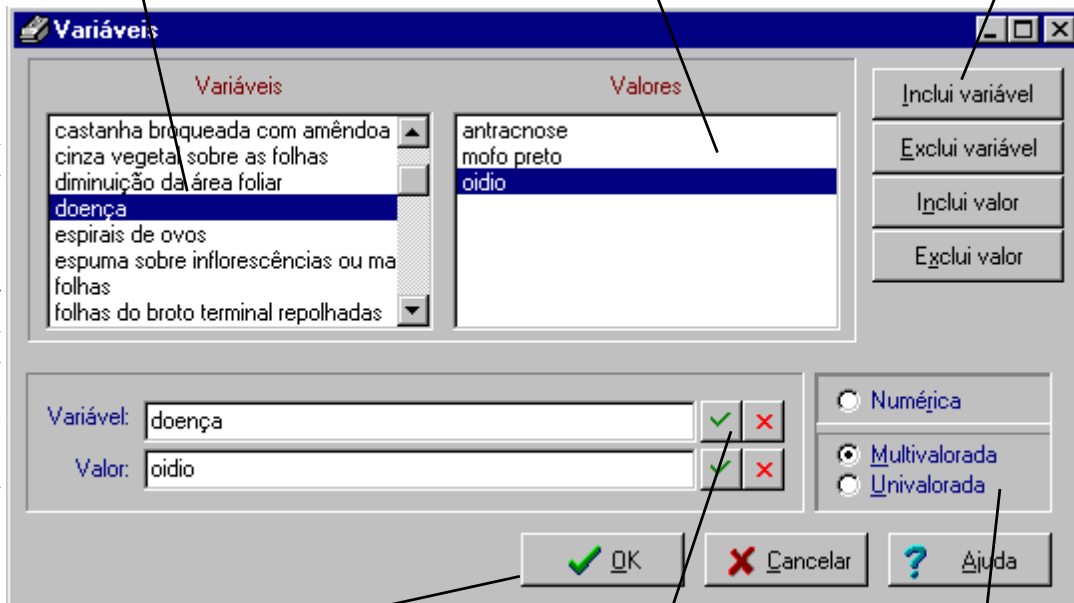 Variáveis
Variáveis
Valores
castanha broqueada com amêndoa
cinza vegetal sobre as folhas
diminuição da área foliar
doença
espirais de ovos
espuma sobre inflorescências ou ma
folhas
folhas do broto terminal repolhadas
antracnose
mofo preto
oidio
Inclui variável
Exclui variável
Inclui valor
Exclui valor
Variável: doença
Valor: oidio
Numérica
Multivalorada
Univalorada
OK
Cancelar
? Ajuda